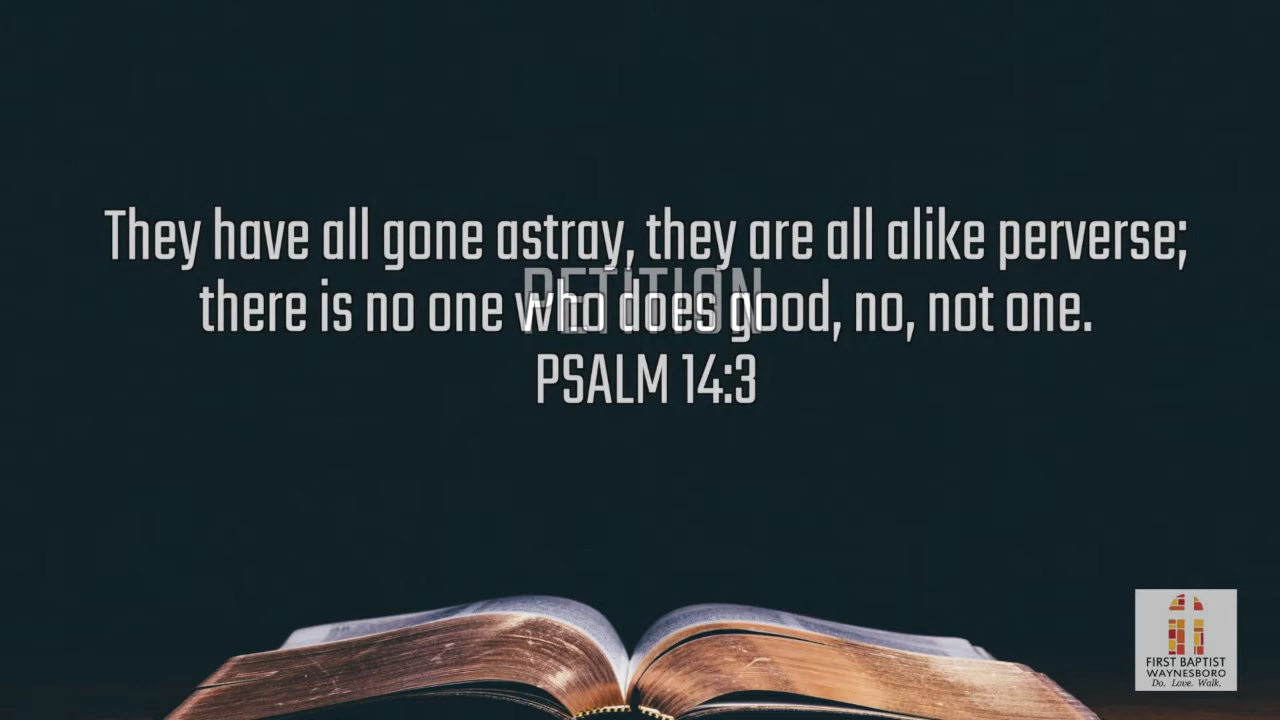 They have all gone astray, they are all alike perverse;
PETITION
there is no one who does good, no, not one.
PSALM 14:3
FIRST BAPTIST
WAYNESBORO
Do. Love. Walk.